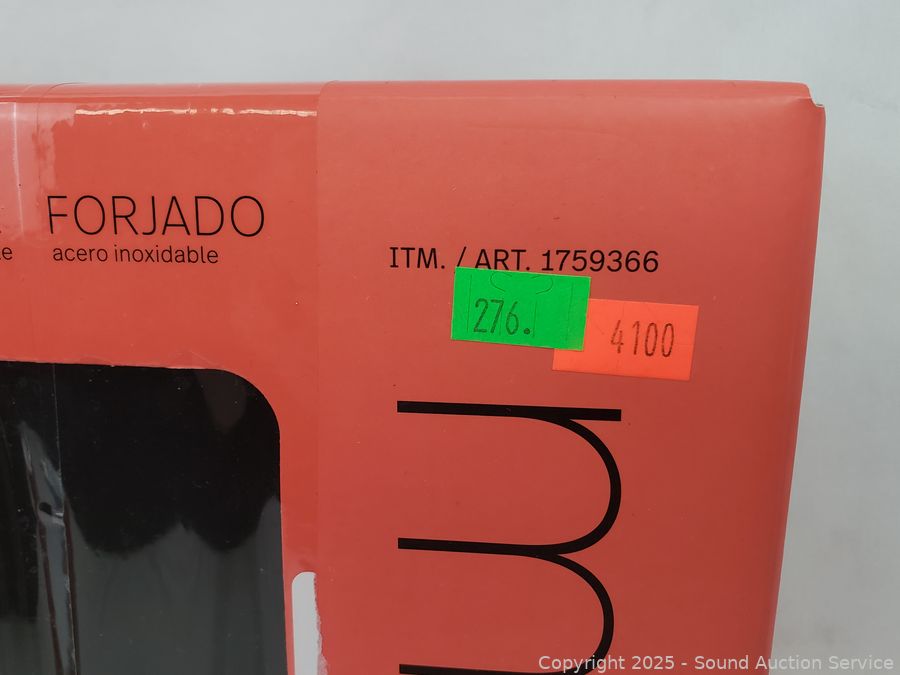 FORJADO
acero inoxidable
ITM. / ART. 1759366
276.
4100
m
Copyright 2025 - Sound Auction Service